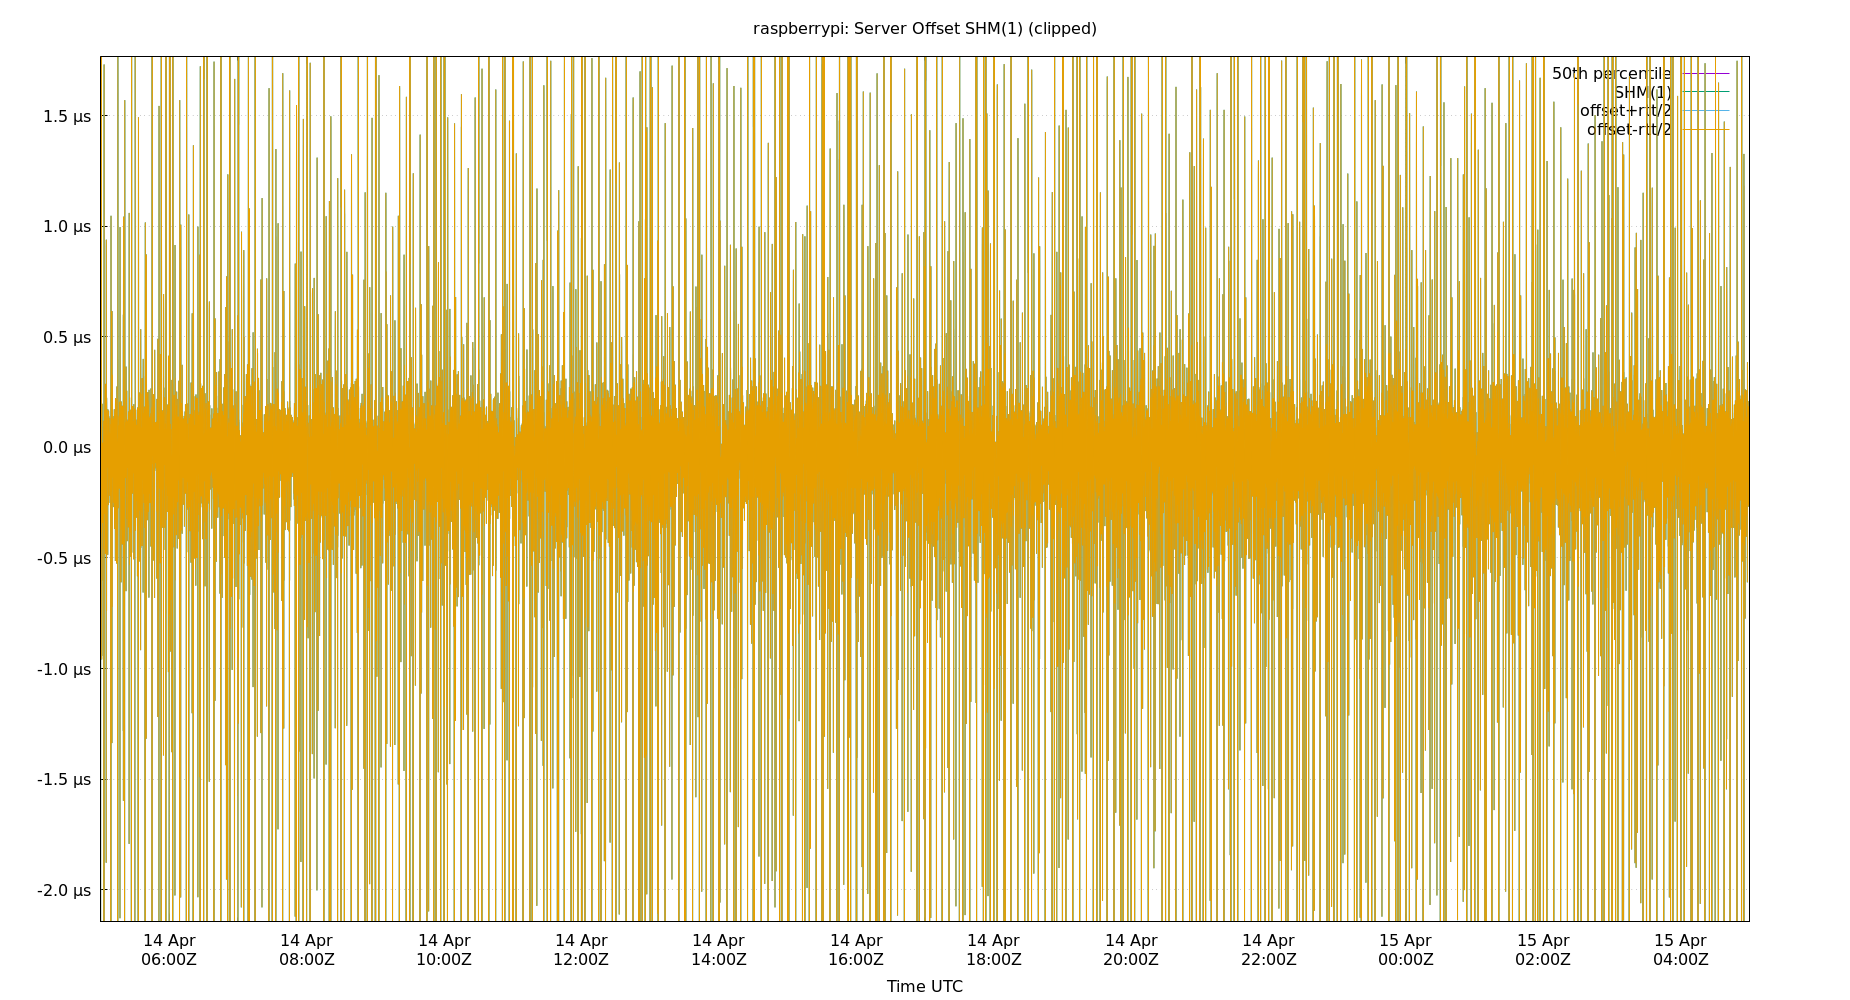 raspberrypi: Server Offset SHM(1) (clipped)
50th percentile
SHM(1)
offset+rtt/2
offset-rtt/2
1.5 µs
1.0 µs
0.5 µs
0.0 µs
-0.5 µs
-1.0 µs
-1.5 µs
-2.0 µs
14 Apr 14 Apr 14 Apr 14 Apr 14 Apr 14 Apr 14 Apr 14 Apr 14 Apr 15 Apr 15 Apr 15 Apr
06:00Z 08:00Z 10:00Z 12:00Z 14:00Z 16:00Z 18:00Z 20:00Z 22:00Z 00:00Z 02:00Z 04:00Z
Time UTC